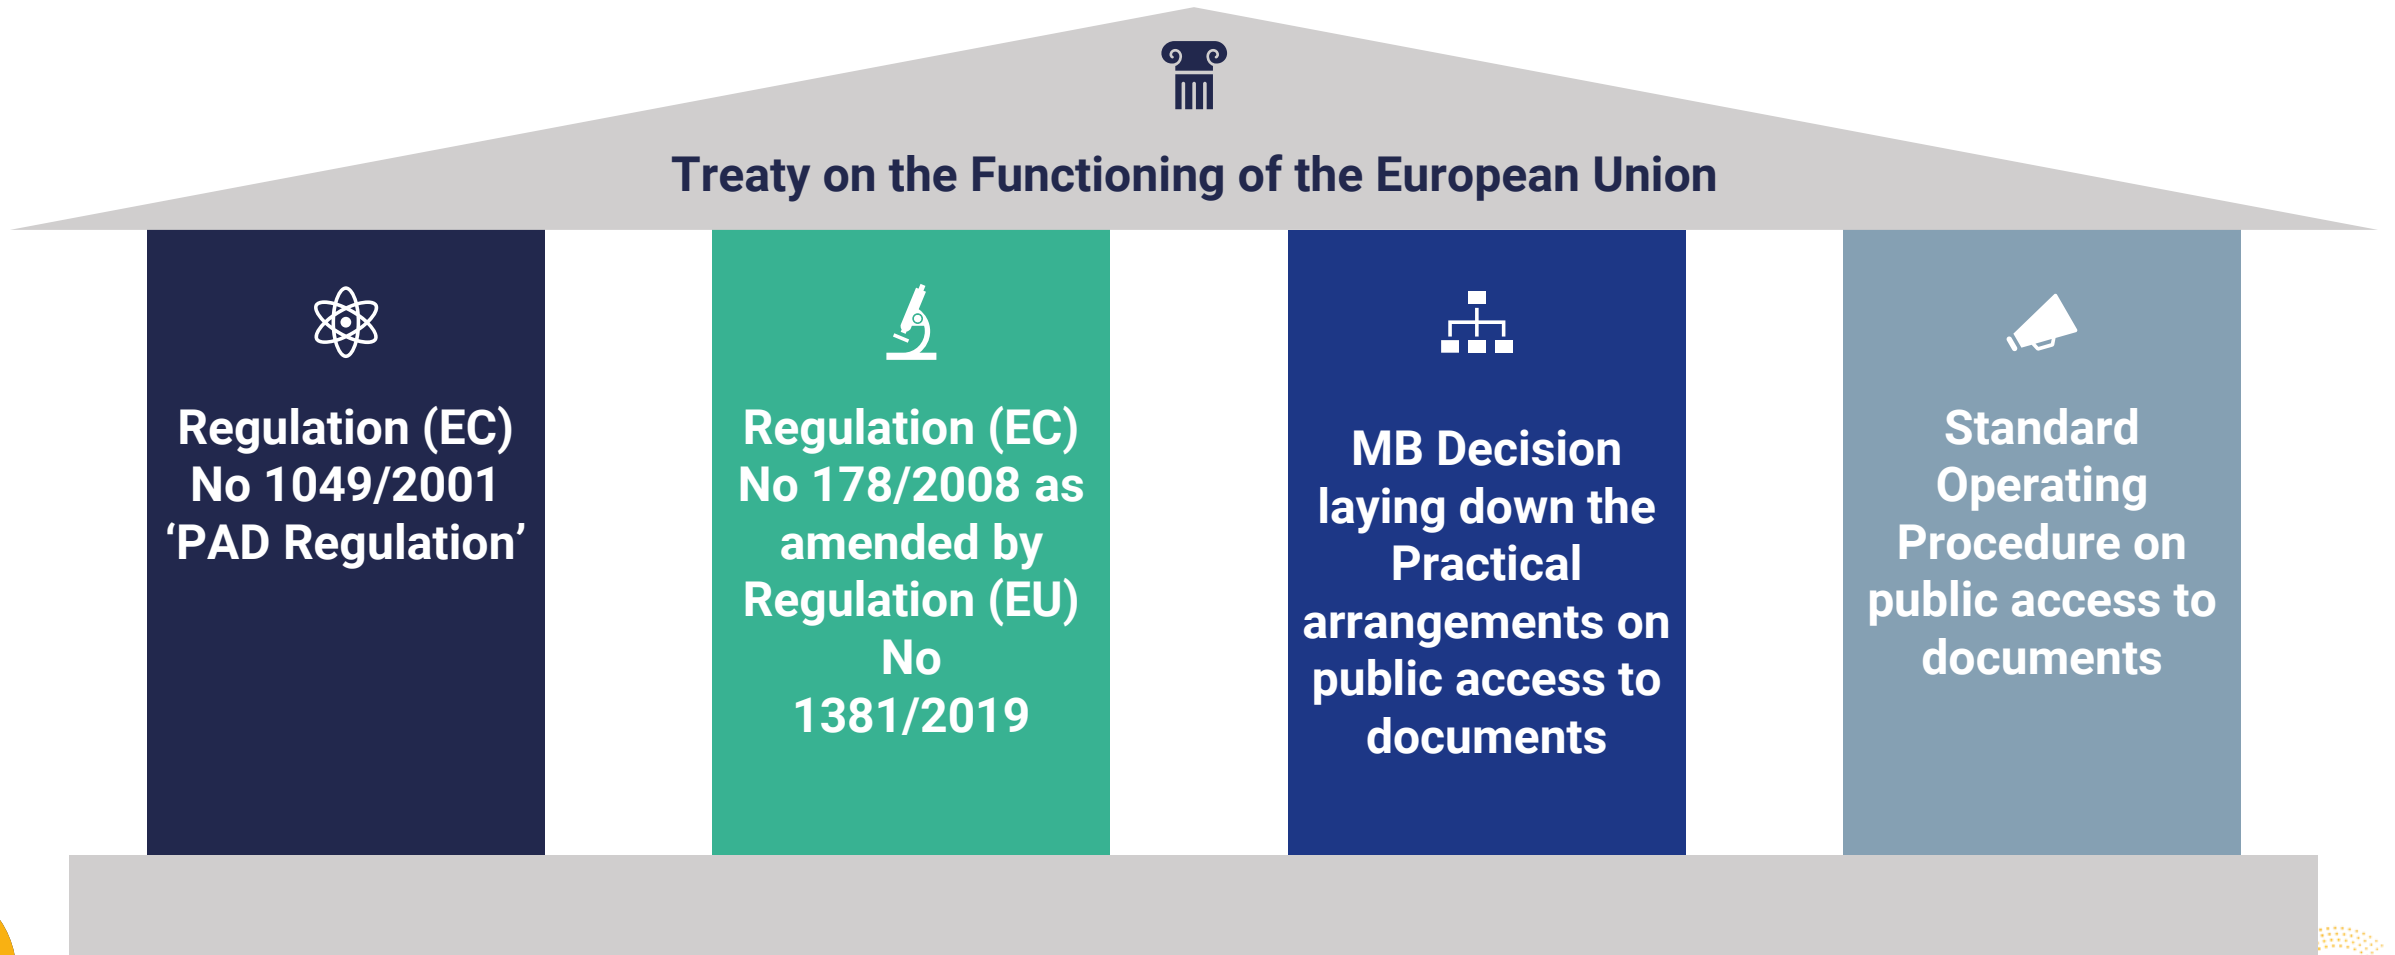 Treaty on the Functioning of the European Union
Regulation (EC)
No 1049/2001
‘PAD Regulation’
Regulation (EC)
No 178/2008 as
amended by
Regulation (EU)
No
1381/2019
MB Decision
laying down the
Practical
arrangements on
public access to
documents
Standard
Operating
Procedure on
public access to
documents